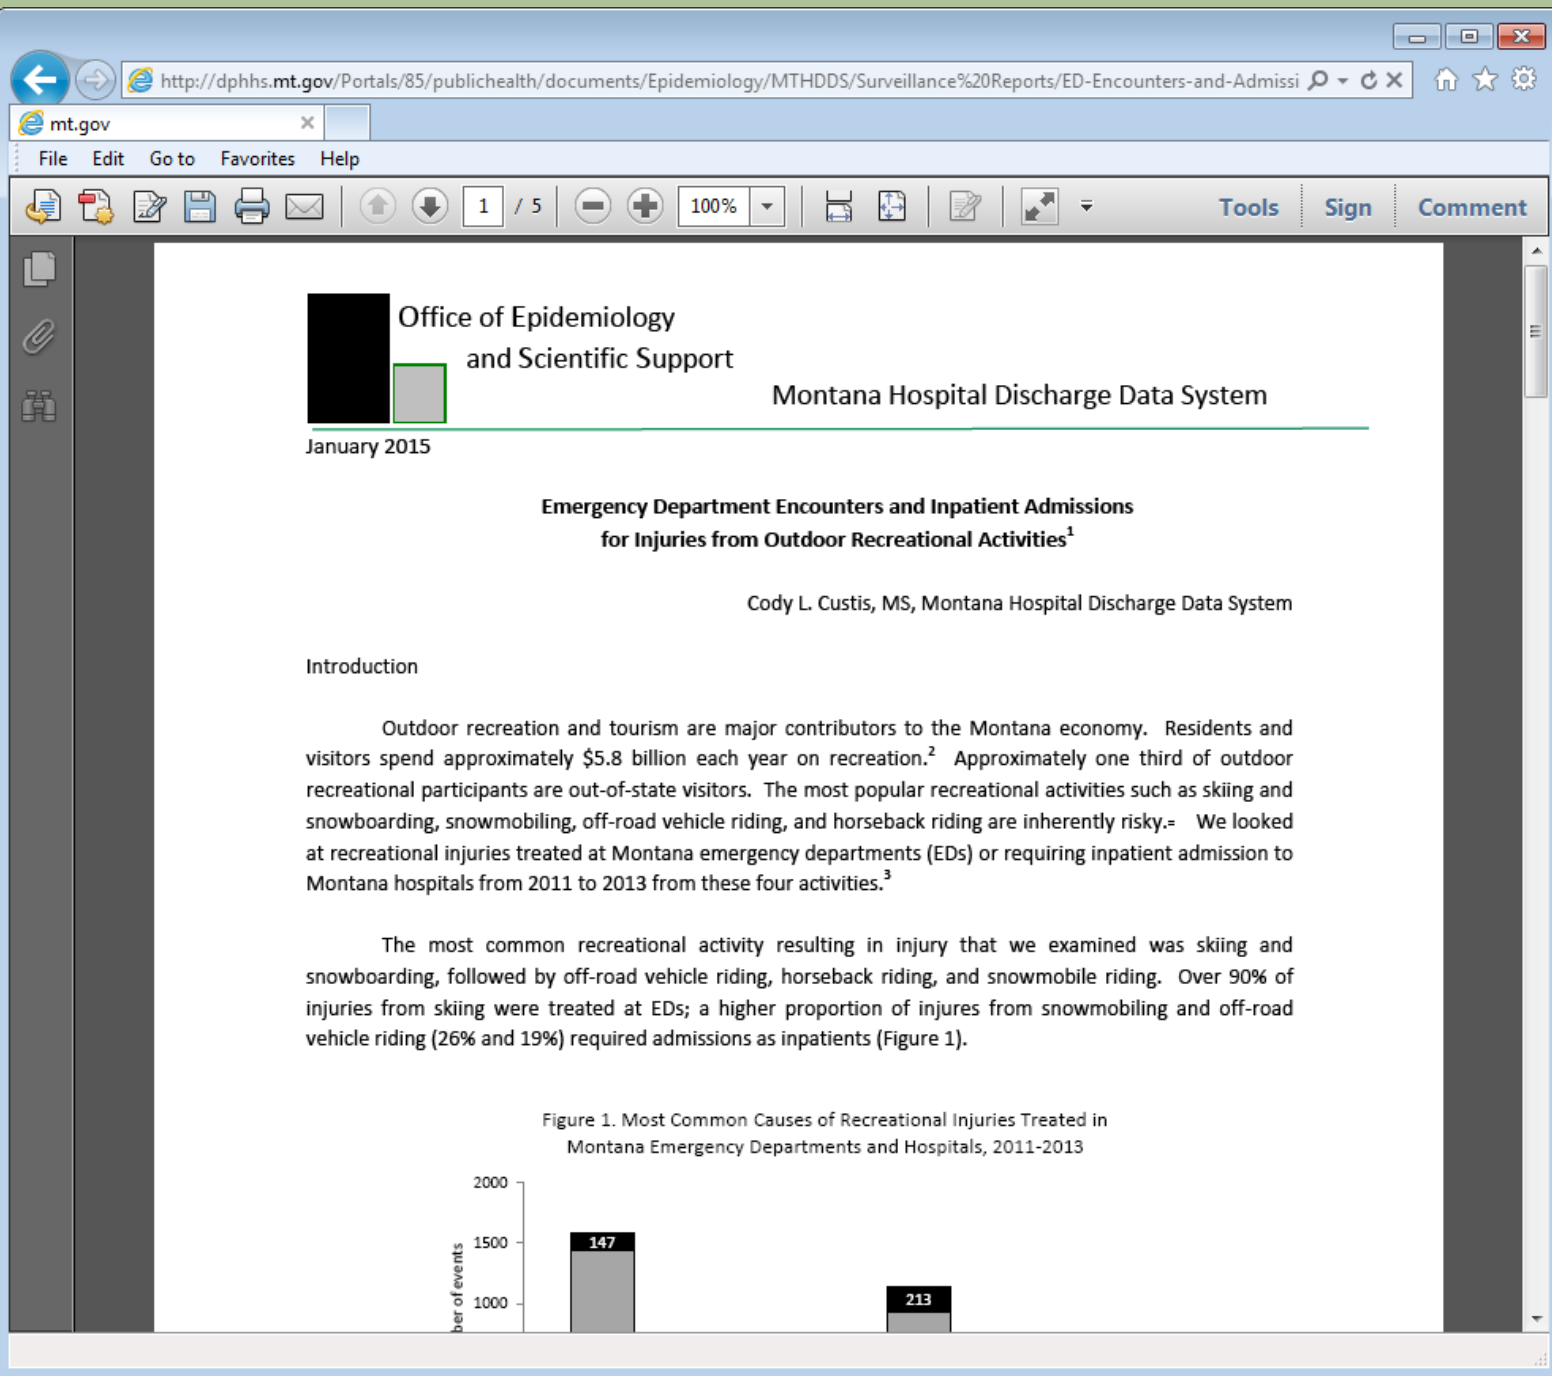 http://dphhs.mt.gov/Portals/85/publichealth/documents/Epidemiology/MTHDDS/Surveillance%20Reports/ED-Encounters-and-Admissi
mt.gov
File Edit Go to Favorites Help
1 / 5 100% Tools Sign Comment
Office of Epidemiology
and Scientific Support
Montana Hospital Discharge Data System
January 2015
Emergency Department Encounters and Inpatient Admissions
for Injuries from Outdoor Recreational Activities1
Cody L. Custis, MS, Montana Hospital Discharge Data System
Introduction
Outdoor recreation and tourism are major contributors to the Montana economy. Residents and
visitors spend approximately $5.8 billion each year on recreation.2 Approximately one third of outdoor
recreational participants are out-of-state visitors. The most popular recreational activities such as skiing and
snowboarding, snowmobiling, off-road vehicle riding, and horseback riding are inherently risky.= We looked
at recreational injuries treated at Montana emergency departments (EDs) or requiring inpatient admission to
Montana hospitals from 2011 to 2013 from these four activities.3
The most common recreational activity resulting in injury that we examined was skiing and
snowboarding, followed by off-road vehicle riding, horseback riding, and snowmobile riding. Over 90% of
injuries from skiing were treated at EDs; a higher proportion of injures from snowmobiling and off-road
vehicle riding (26% and 19%) required admissions as inpatients (Figure 1).
Figure 1. Most Common Causes of Recreational Injuries Treated in
Montana Emergency Departments and Hospitals, 2011-2013
2000
1500
1000
ber of events
147
213